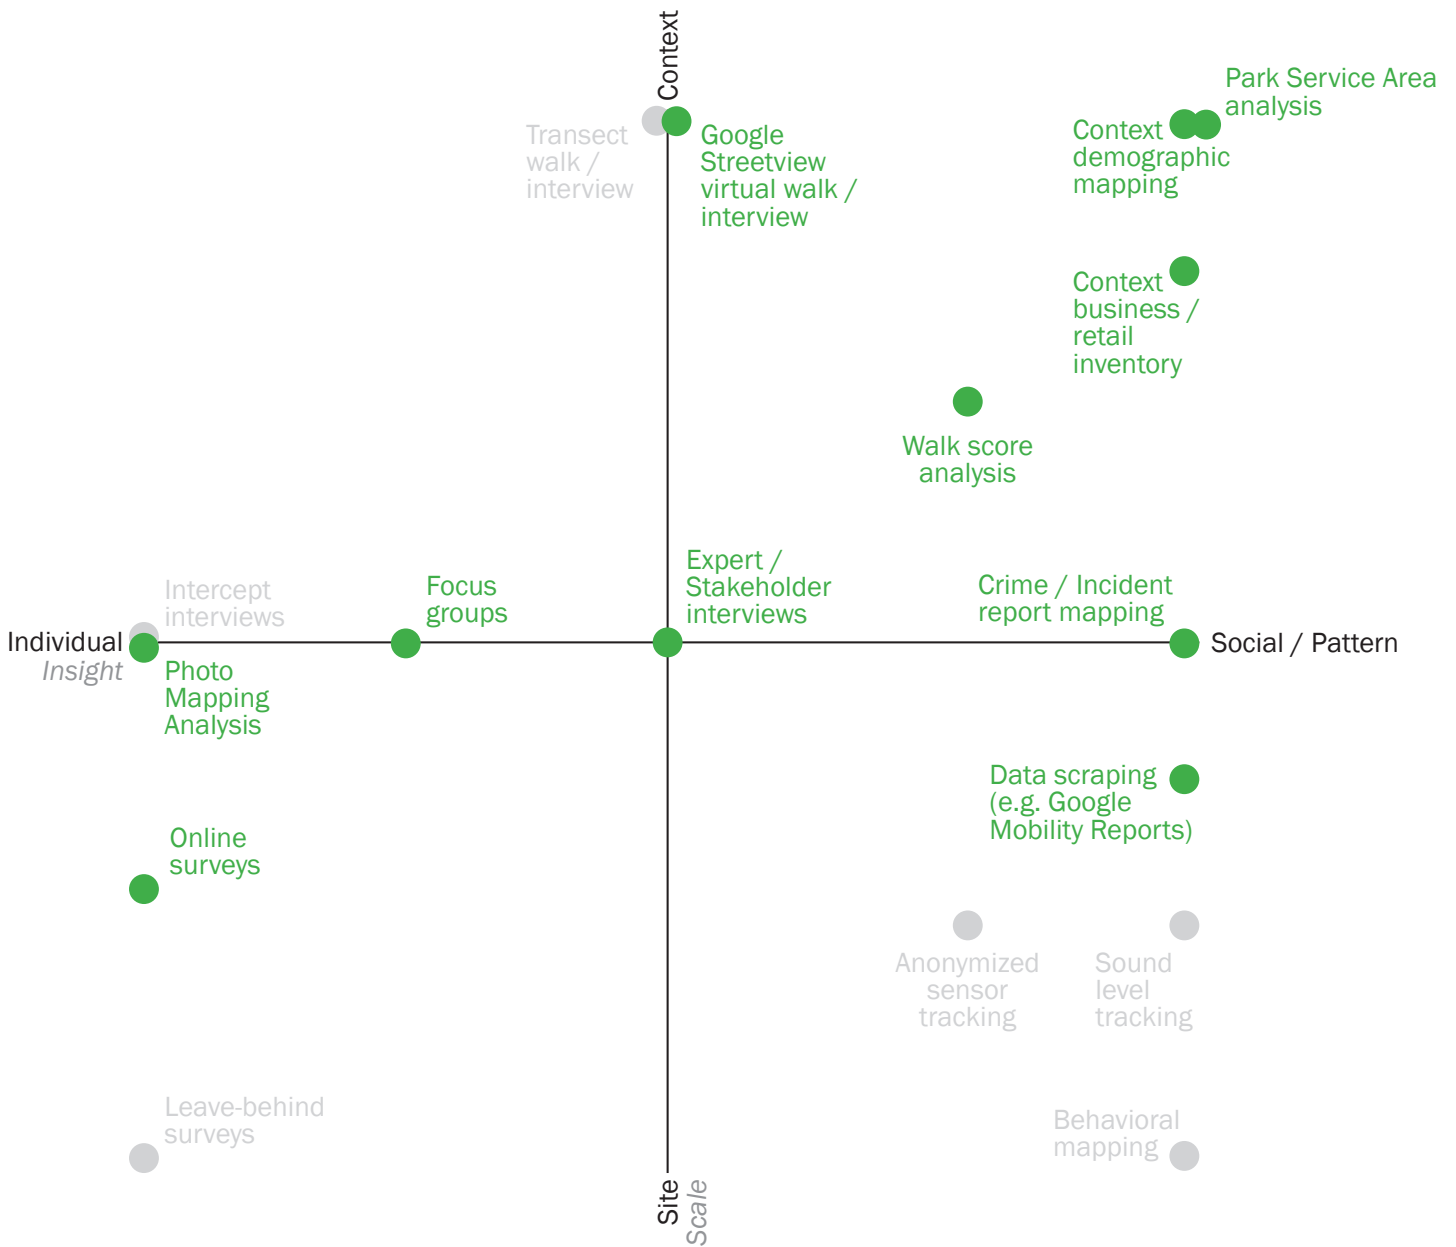 Context
Park Service Area
analysis
Transect
walk /
interview
Google
Streetview
virtual walk /
interview
Context
demographic
mapping
Context
business /
retail
inventory
Walk score
analysis
Expert /
Stakeholder
interviews
Intercept
interviews
Focus
groups
Crime / Incident
report mapping
Individual
Insight
Social / Pattern
Photo
Mapping
Analysis
Data scraping
(e.g. Google
Mobility Reports)
Online
surveys
Anonymized
sensor
tracking
Sound
level
tracking
Leave-behind
surveys
Behavioral
mapping
Site
Scale